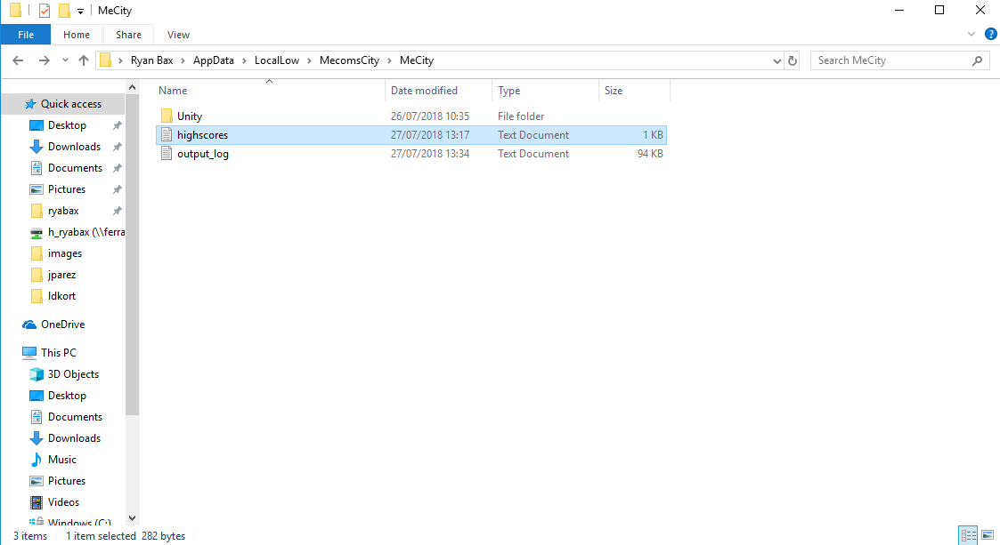 MeCity
File Home Share View
Ryan Bax > AppData > LocalLow > MecomsCity > MeCity
Search MeCity
Name Date modified Type Size
Quick access
Desktop
Downloads
Documents
Pictures
ryabax
h_ryabax (\\ferra
images
jparez
ldkort
OneDrive
This PC
3D Objects
Desktop
Documents
Downloads
Music
Pictures
Videos
Windows (C:)
Unity 26/07/2018 10:35 File folder
highscores 27/07/2018 13:17 Text Document 1 KB
output_log 27/07/2018 13:34 Text Document 94 KB
3 items 1 item selected 282 bytes